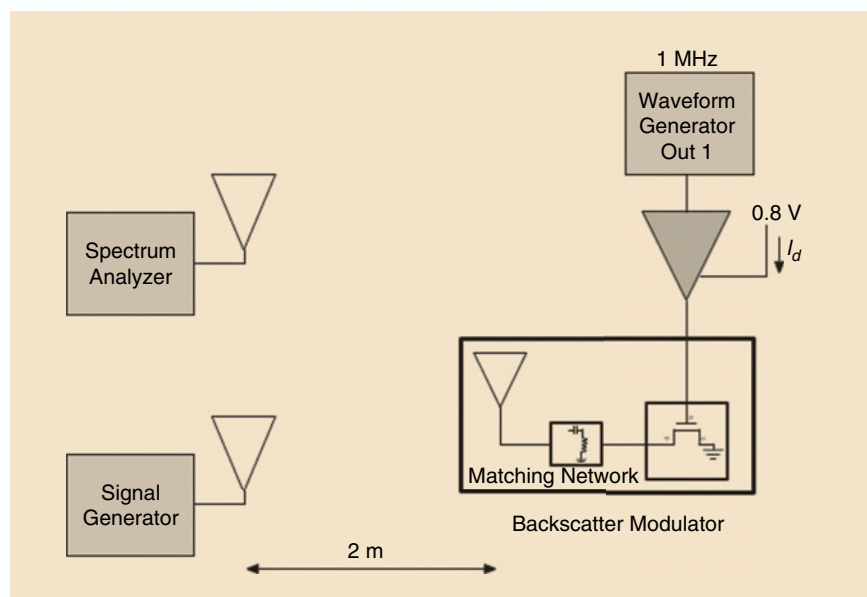 1 MHz
Waveform
Generator
Out 1
0.8 V
I_d
Spectrum
Analyzer
Signal
Generator
Matching Network
Backscatter Modulator
2 m